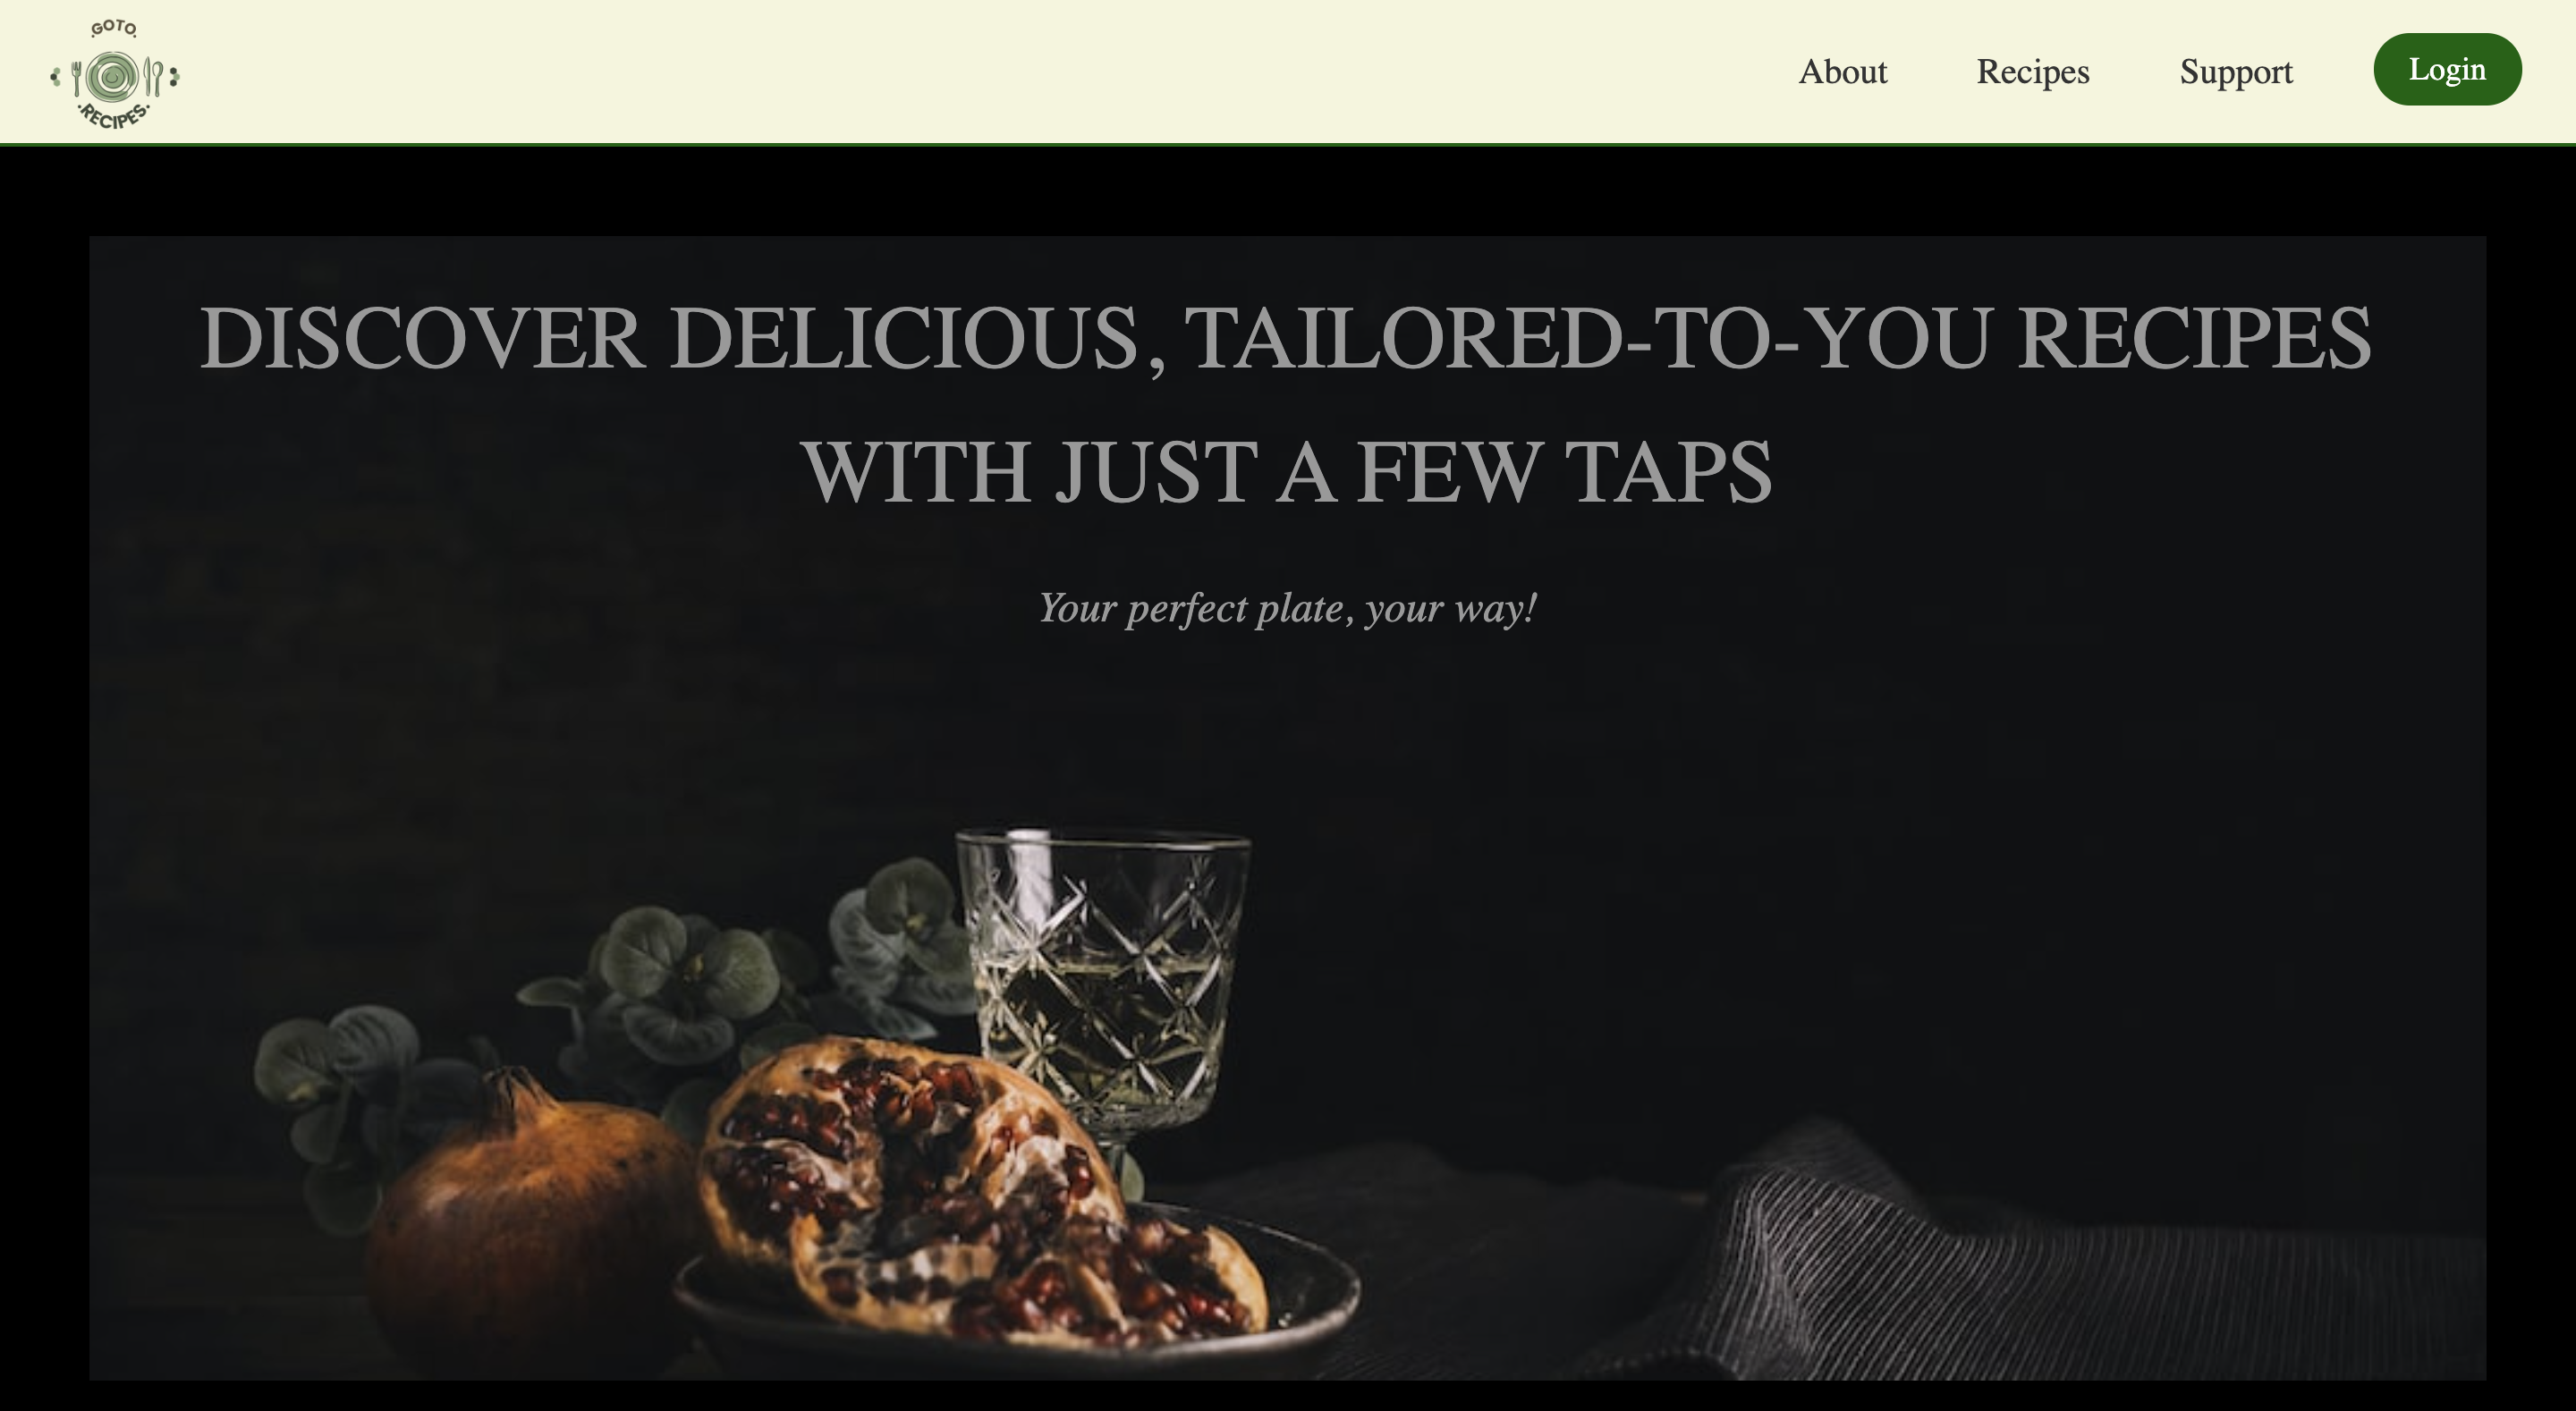 GOTO
RECIPES
About
Recipes
Support
Login
DISCOVER DELICIOUS, TAILORED-TO-YOU RECIPES
WITH JUST A FEW TAPS
Your perfect plate, your way!